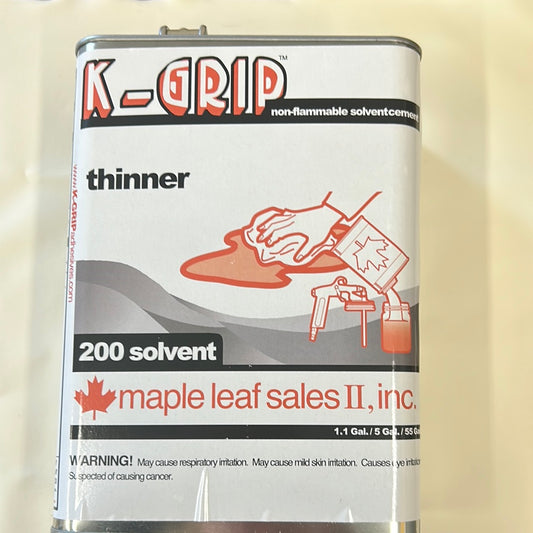 K-GRIP™
non-flammable solventcement
thinner
www.K-GRIPadhesives.com
200 solvent
maple leaf sales II, inc.
1.1 Gal. / 5 Gal. / 55 Gal
WARNING! May cause respiratory irritation. May cause mild skin irritation. Causes eye irritation
Suspected of causing cancer.